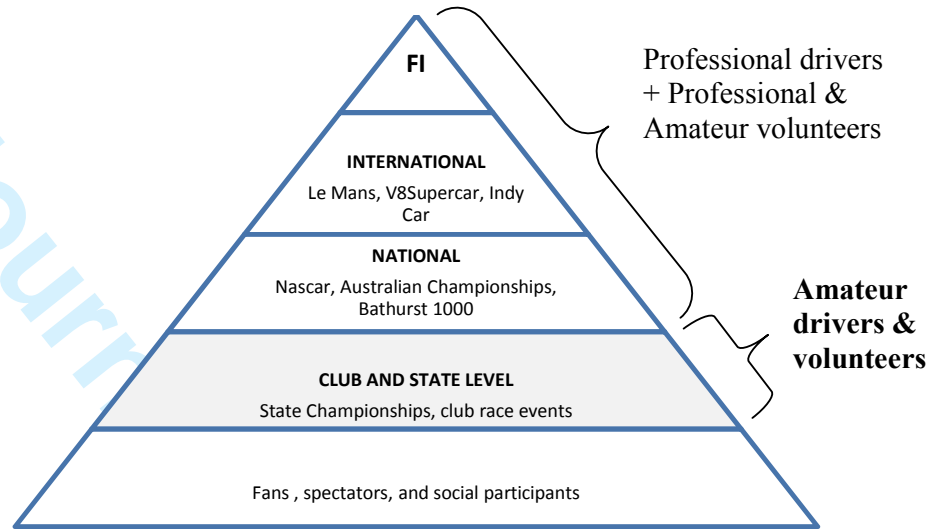 FI
Professional drivers
+ Professional &
Amateur volunteers
INTERNATIONAL
Le Mans, V8Supercar, Indy
Car
NATIONAL
Nascar, Australian Championships,
Bathurst 1000
Amateur
drivers &
volunteers
CLUB AND STATE LEVEL
State Championships, club race events
Fans , spectators, and social participants